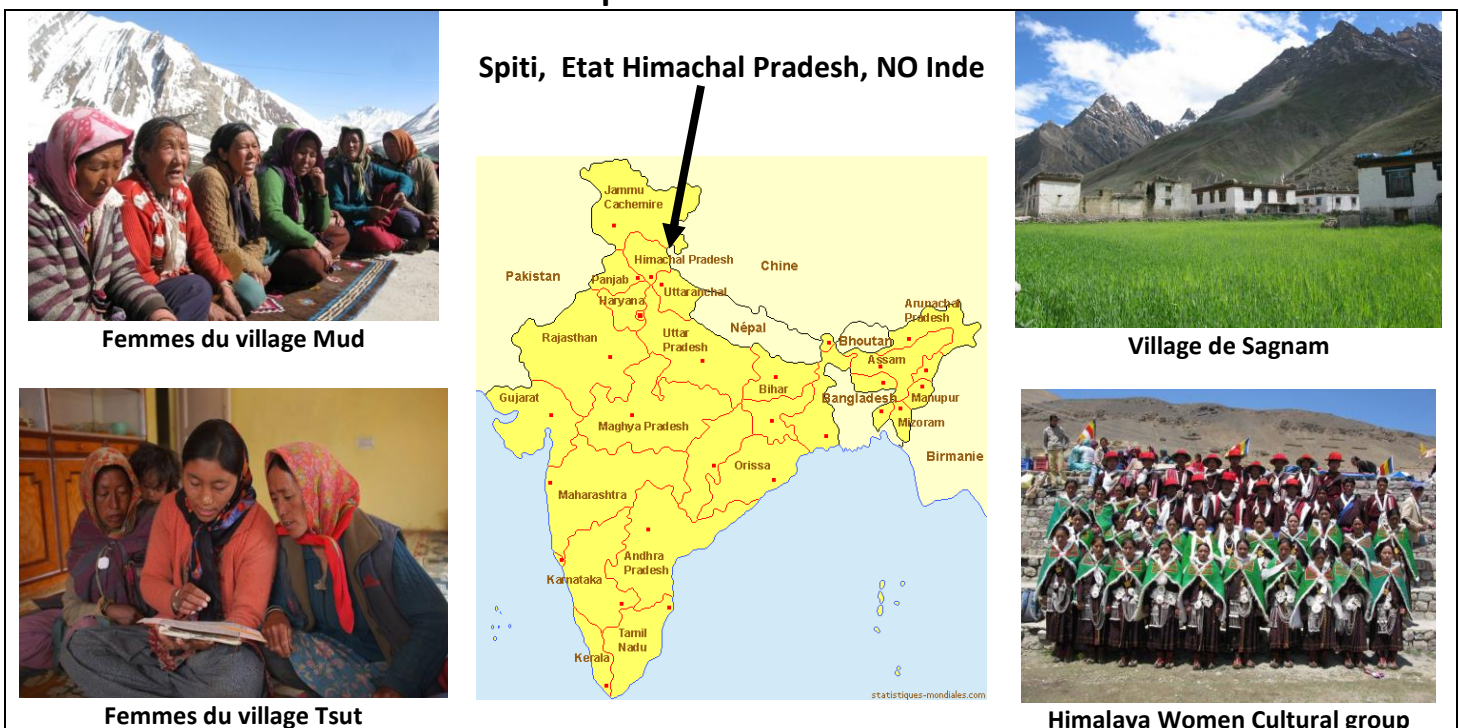 Spiti, Etat Himachal Pradesh, NO Inde
Femmes du village Mud
Village de Sagnam
Jammu
Cachemire
Himachal Pradesh
Chine
Pakistan
Panjab
Uttaranchal
Haryana
Arunachal
Pradesh
Népal
Rajasthan
Uttar
Pradesh
Bhoutan
Assam
Bihar
Gujarat
Bangladesh
Manupur
Maghya Pradesh
Mizoram
Birmanie
Orissa
Maharashtra
Andhra
Pradesh
Karnataka
Tamil
Nadu
Kerala
statistiques-mondiales.com
Femmes du village Tsut
Himalaya Women Cultural group